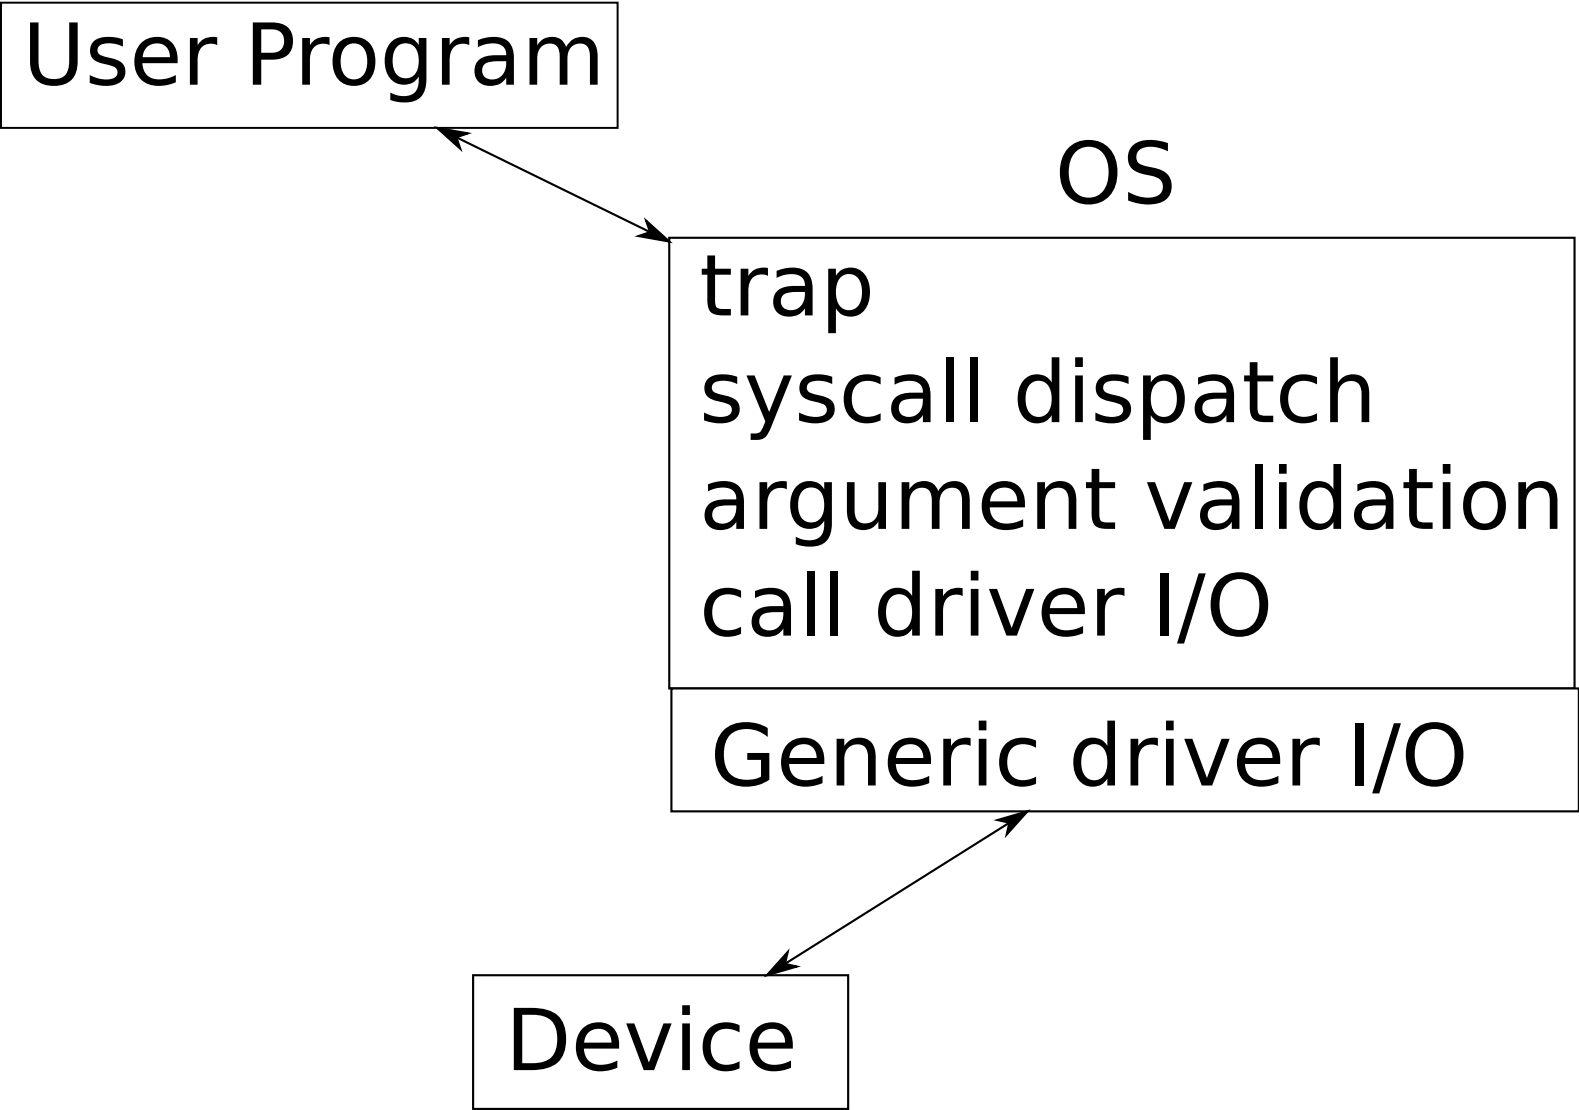 User Program
OS
trap
syscall dispatch
argument validation
call driver I/O
Generic driver I/O
Device